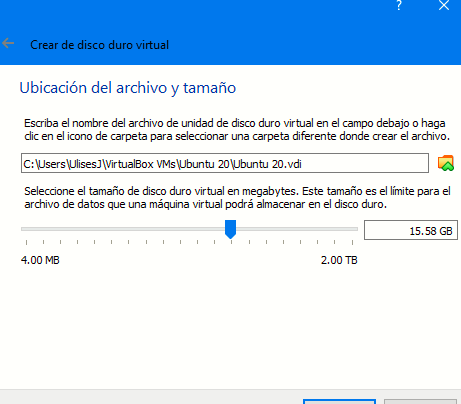 ?
Crear de disco duro virtual
Ubicación del archivo y tamaño
Escriba el nombre del archivo de unidad de disco duro virtual en el campo debajo o haga
clic en el icono de carpeta para seleccionar una carpeta diferente donde crear el archivo.
C:\Users\UlisesJ\VirtualBox VMs\Ubuntu 20\Ubuntu 20.vdi
Seleccione el tamaño de disco duro virtual en megabytes. Este tamaño es el límite para el
archivo de datos que una máquina virtual podrá almacenar en el disco duro.
15.58 GB
4.00 MB 2.00 TB